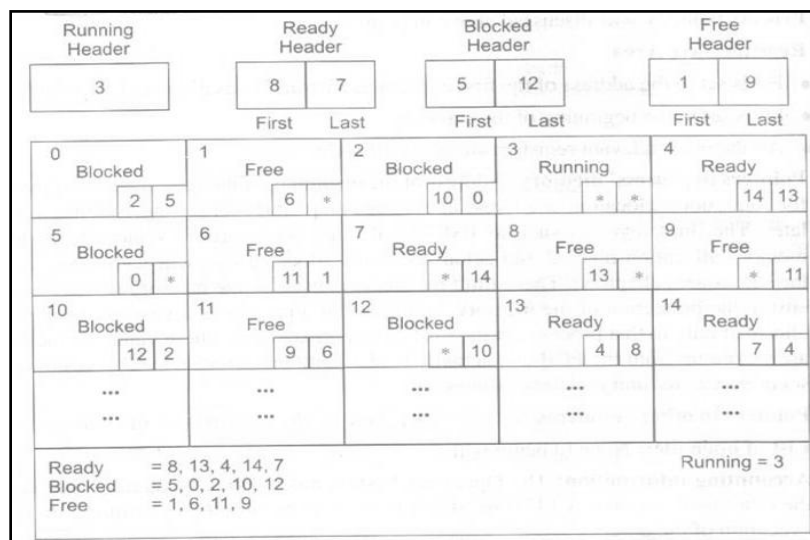 Running Header
3
Ready Header
8 7
First Last
Blocked Header
5 12
First Last
Free Header
1 9
First Last
0
Blocked
2 5
1
Free
6 *
2
Blocked
10 0
3
Running
* *
4
Ready
14 13
5
Blocked
0 *
6
Free
11 1
7
Ready
* 14
8
Free
13 *
9
Free
* 11
10
Blocked
12 2
11
Free
9 6
12
Blocked
* 10
13
Ready
4 8
14
Ready
7 4
... ... ... ... ...
... ... ... ... ...
Ready = 8, 13, 4, 14, 7
Blocked = 5, 0, 2, 10, 12
Free = 1, 6, 11, 9
Running = 3